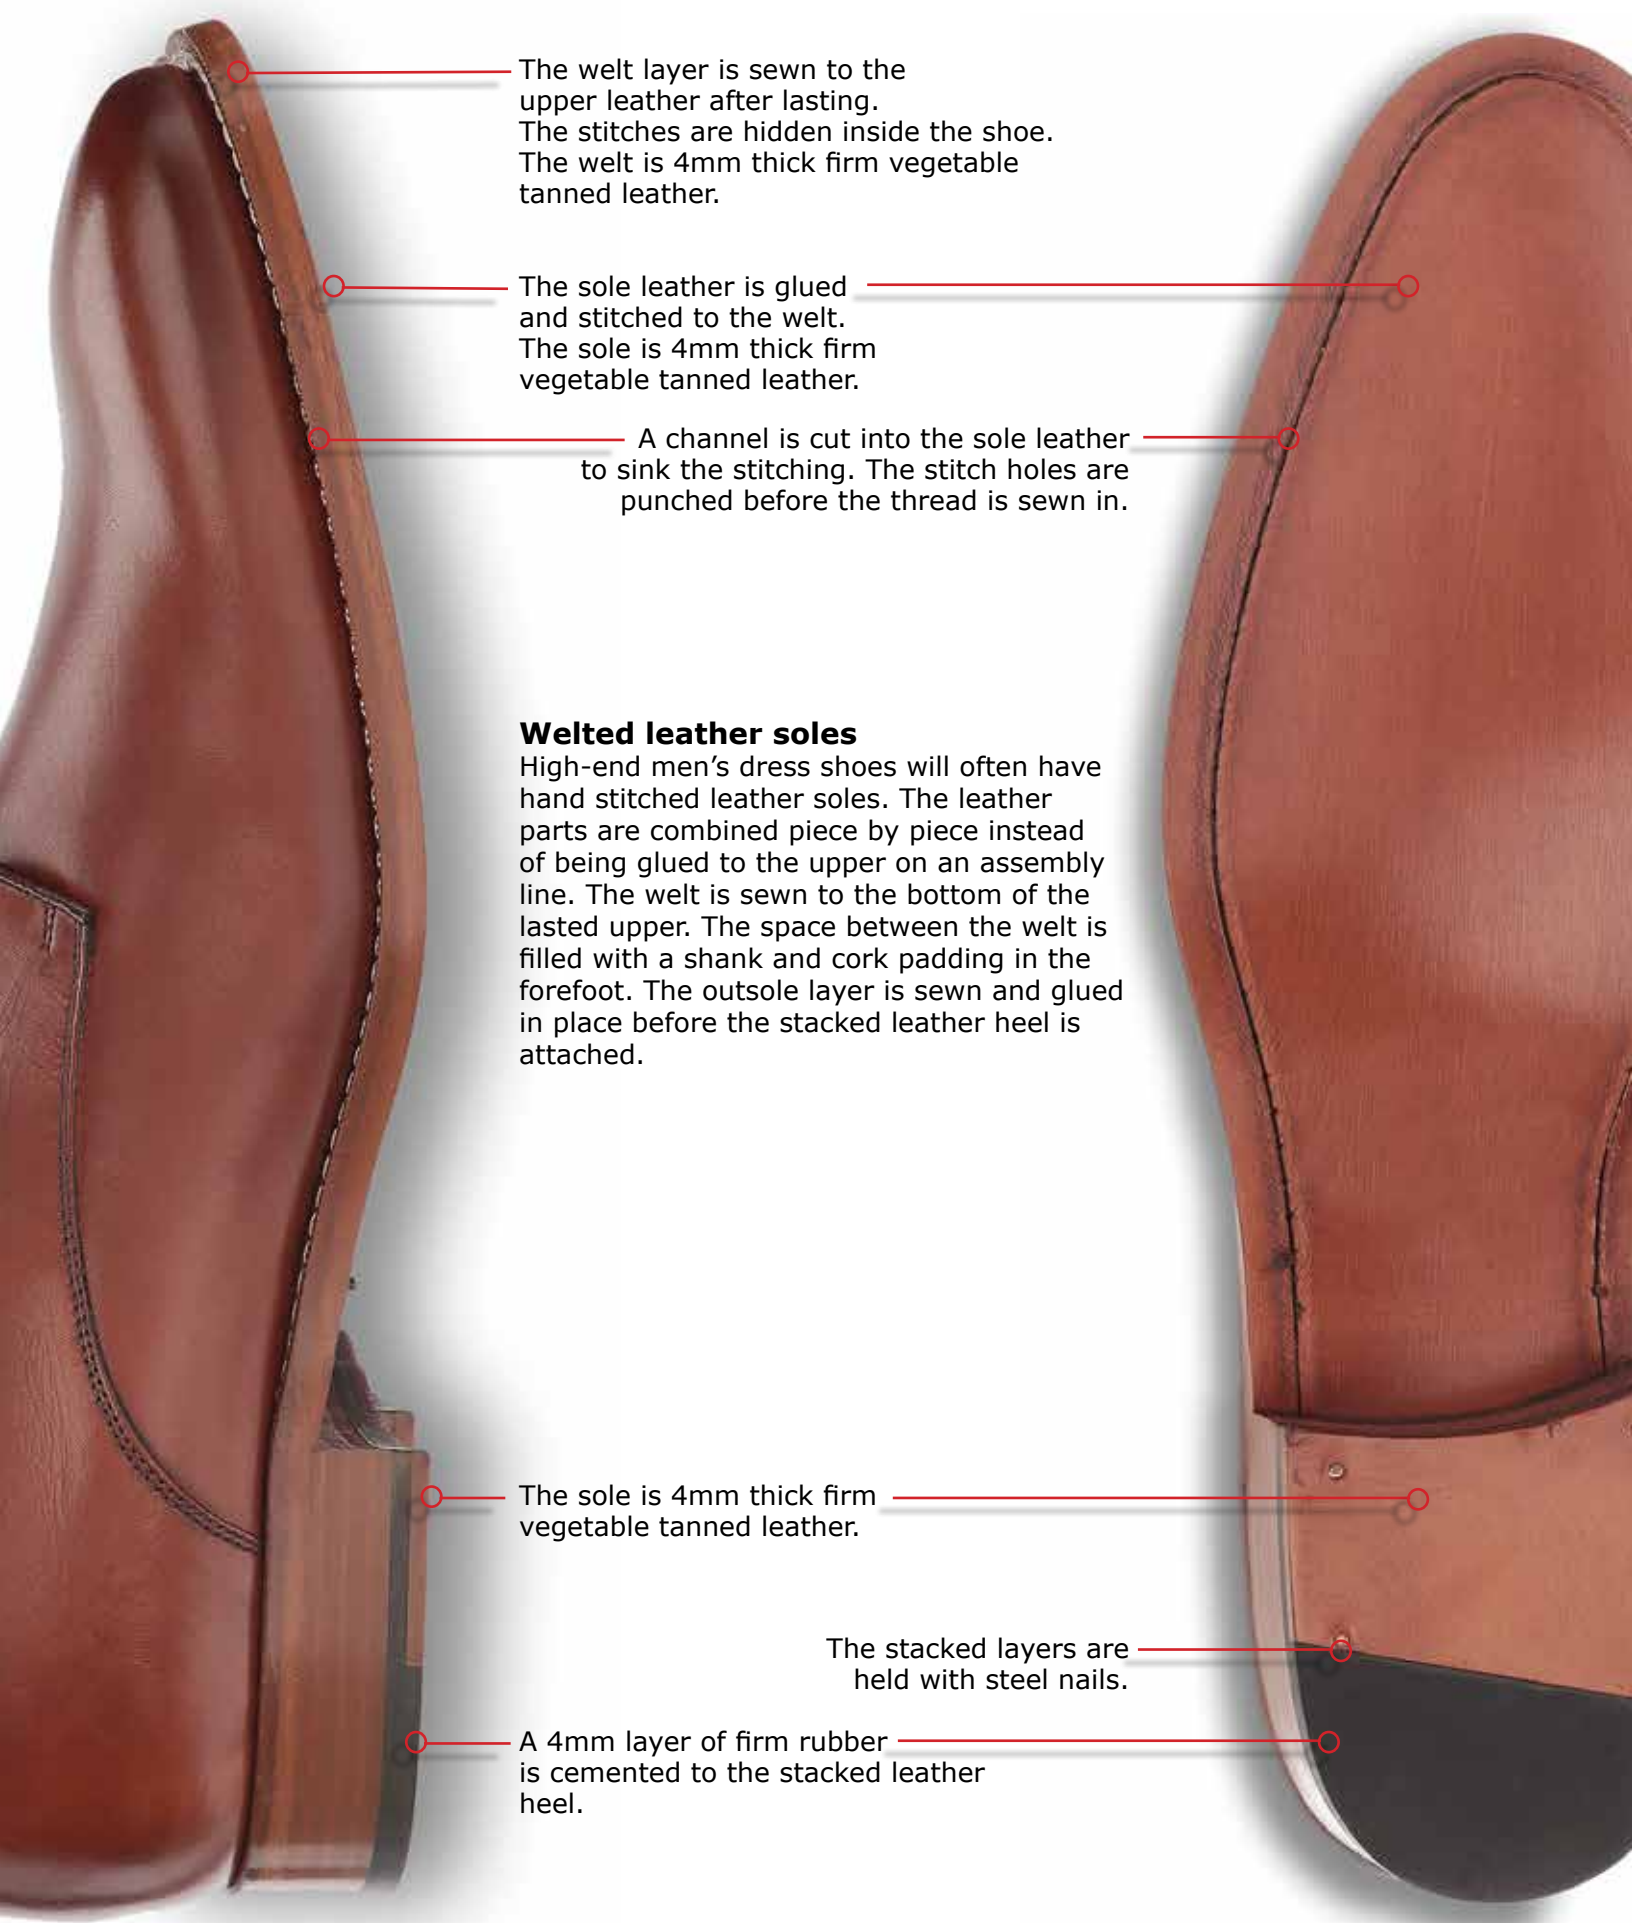 The welt layer is sewn to the
upper leather after lasting.
The stitches are hidden inside the shoe.
The welt is 4mm thick firm vegetable
tanned leather.
The sole leather is glued
and stitched to the welt.
The sole is 4mm thick firm
vegetable tanned leather.
A channel is cut into the sole leather
to sink the stitching. The stitch holes are
punched before the thread is sewn in.
Welted leather soles
High-end men’s dress shoes will often have
hand stitched leather soles. The leather
parts are combined piece by piece instead
of being glued to the upper on an assembly
line. The welt is sewn to the bottom of the
lasted upper. The space between the welt is
filled with a shank and cork padding in the
forefoot. The outsole layer is sewn and glued
in place before the stacked leather heel is
attached.
The sole is 4mm thick firm
vegetable tanned leather.
The stacked layers are
held with steel nails.
A 4mm layer of firm rubber
is cemented to the stacked leather
heel.